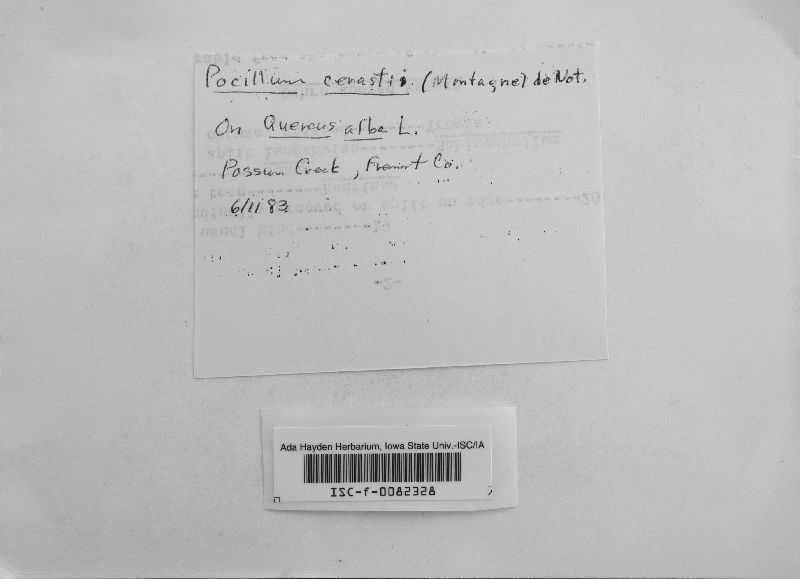 Pocillum cerastii (Montagne) de Not.
On Quercus alba L.
Possum Creek, Fremont Co.
6/11 83
Ada Hayden Herbarium, Iowa State Univ.-ISC/IA
ISC-f-0082328